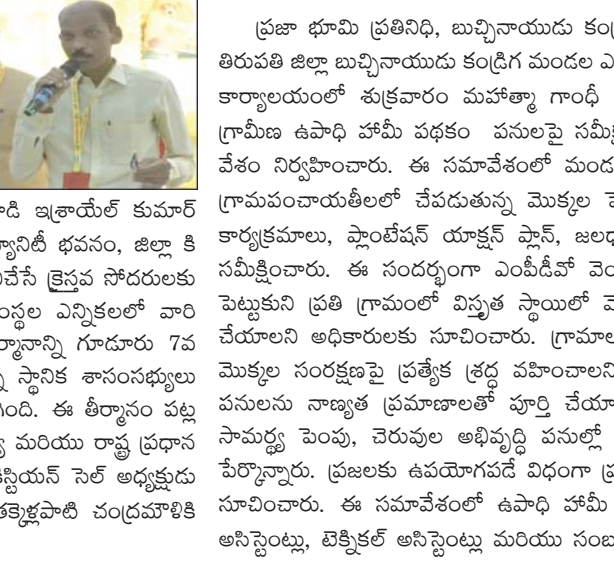 ాడి ఇశ్రాయేల్ కుమార్
్యూనిటీ భవనం, జిల్లా కి
ిచేసే క్రైస్తవ సోదరులకు
ంస్థల ఎన్నికలలో వారి
ర్మానాన్ని గూడూరు 7వ
్ని స్థానిక శాసంసభ్యులు
ింది. ఈ తీర్మానం పట్ల
్య మరియు రాష్ట్ర ప్రధాన
ిస్టియన్ సెల్ అధ్యక్షుడు
తక్కెళ్లపాటి చంద్రమౌళికి
ప్రజా భూమి ప్రతినిధి, బుచ్చినాయుడు కండ్ర
తిరుపతి జిల్లా బుచ్చినాయుడు కండ్రిగ మండల ఎ
కార్యాలయంలో శుక్రవారం మహాత్మా గాంధీ
గ్రామీణ ఉపాధి హామీ పథకం పనులపై సమీక్ష
వేశం నిర్వహించారు. ఈ సమావేశంలో మండ
గ్రామపంచాయతీలలో చేపడుతున్న మొక్కల పె
కార్యక్రమాలు, ప్లాంటేషన్ యాక్షన్ ప్లాన్, జలధ
సమీక్షించారు. ఈ సందర్భంగా ఎంపీడీవో వెం
పెట్టుకుని ప్రతి గ్రామంలో విస్తృత స్థాయిలో మొ
చేయాలని అధికారులకు సూచించారు. గ్రామాల
మొక్కల సంరక్షణపై ప్రత్యేక శ్రద్ధ వహించాలని
పనులను నాణ్యత ప్రమాణాలతో పూర్తి చేయా
సామర్థ్య పెంపు, చెరువుల అభివృద్ధి పనుల్లో
పేర్కొన్నారు. ప్రజలకు ఉపయోగపడే విధంగా ప్ర
సూచించారు. ఈ సమావేశంలో ఉపాధి హామీ
అసిస్టెంట్లు, టెక్నికల్ అసిస్టెంట్లు మరియు సంబ